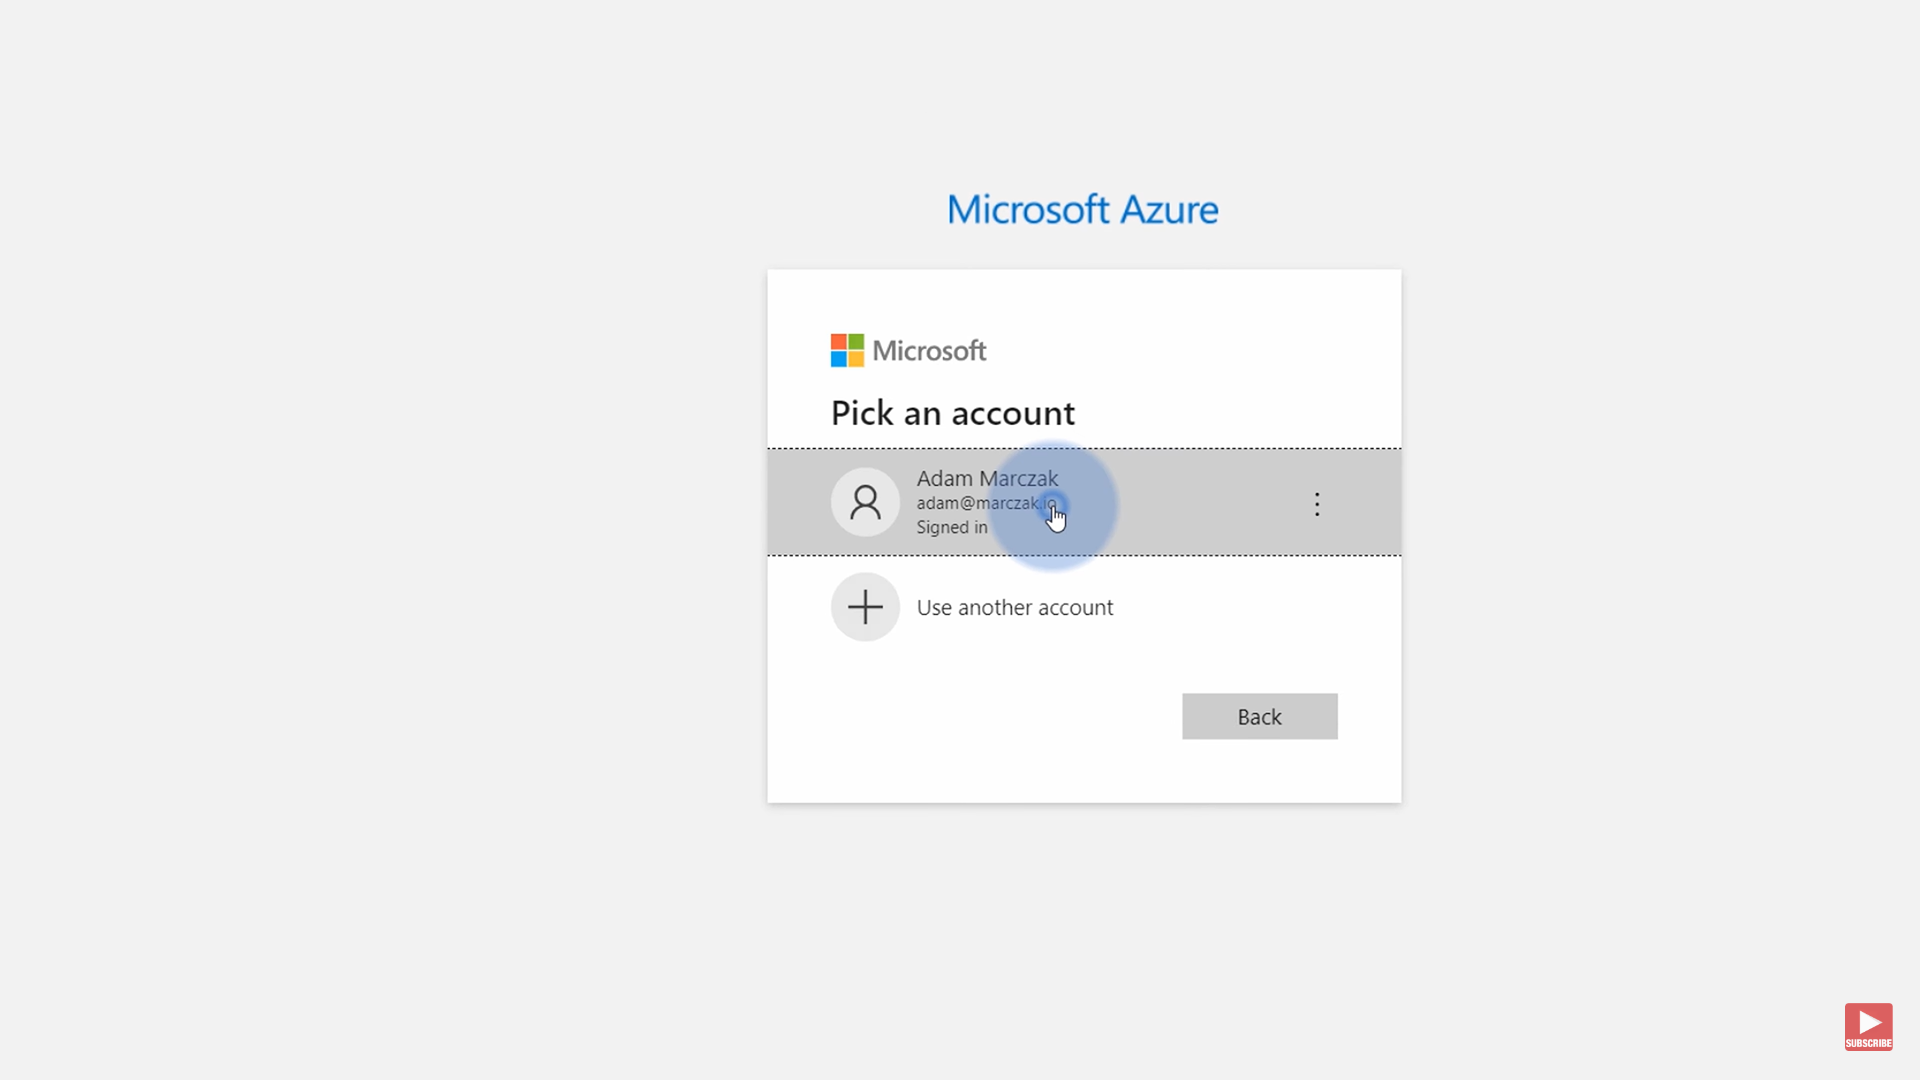 Microsoft Azure
Microsoft
Pick an account
Adam Marczak
adam@marczak.io
Signed in
Use another account
Back
SUBSCRIBE